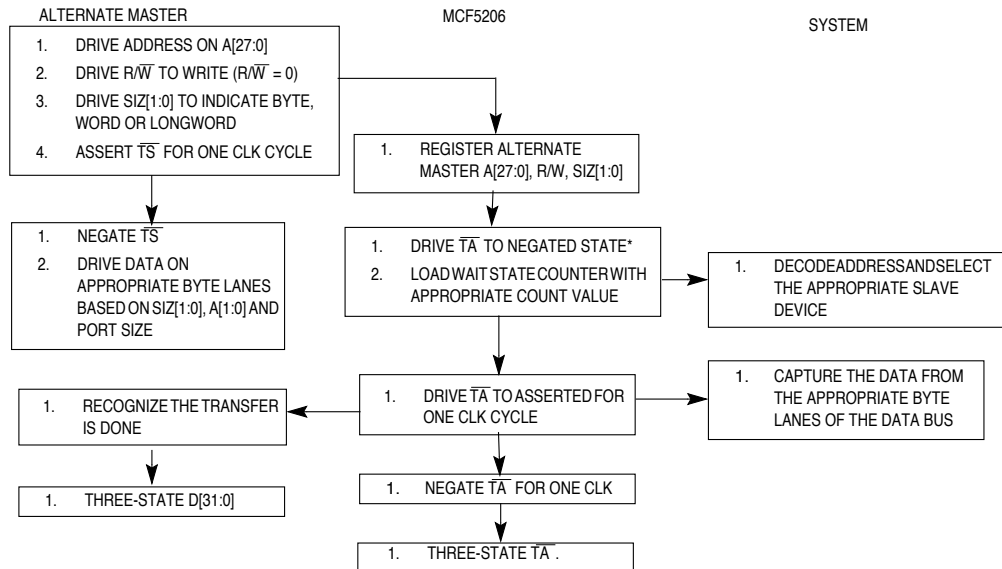 ALTERNATE MASTER
MCF5206
SYSTEM
1. DRIVE ADDRESS ON A[27:0]
2. DRIVE R/W̅ TO WRITE (R/W̅ = 0)
3. DRIVE SIZ[1:0] TO INDICATE BYTE,
WORD OR LONGWORD
4. ASSERT T̅S̅ FOR ONE CLK CYCLE
1. REGISTER ALTERNATE
MASTER A[27:0], R/W, SIZ[1:0]
1. NEGATE T̅S̅
2. DRIVE DATA ON
APPROPRIATE BYTE LANES
BASED ON SIZ[1:0], A[1:0] AND
PORT SIZE
1. DRIVE T̅A̅ TO NEGATED STATE*
2. LOAD WAIT STATE COUNTER WITH
APPROPRIATE COUNT VALUE
1. DECODEADDRESSANDSELECT
THE APPROPRIATE SLAVE
DEVICE
1. RECOGNIZE THE TRANSFER
IS DONE
1. DRIVE T̅A̅ TO ASSERTED FOR
ONE CLK CYCLE
1. CAPTURE THE DATA FROM
THE APPROPRIATE BYTE
LANES OF THE DATA BUS
1. THREE-STATE D[31:0]
1. NEGATE T̅A̅ FOR ONE CLK
1. THREE-STATE T̅A̅ .